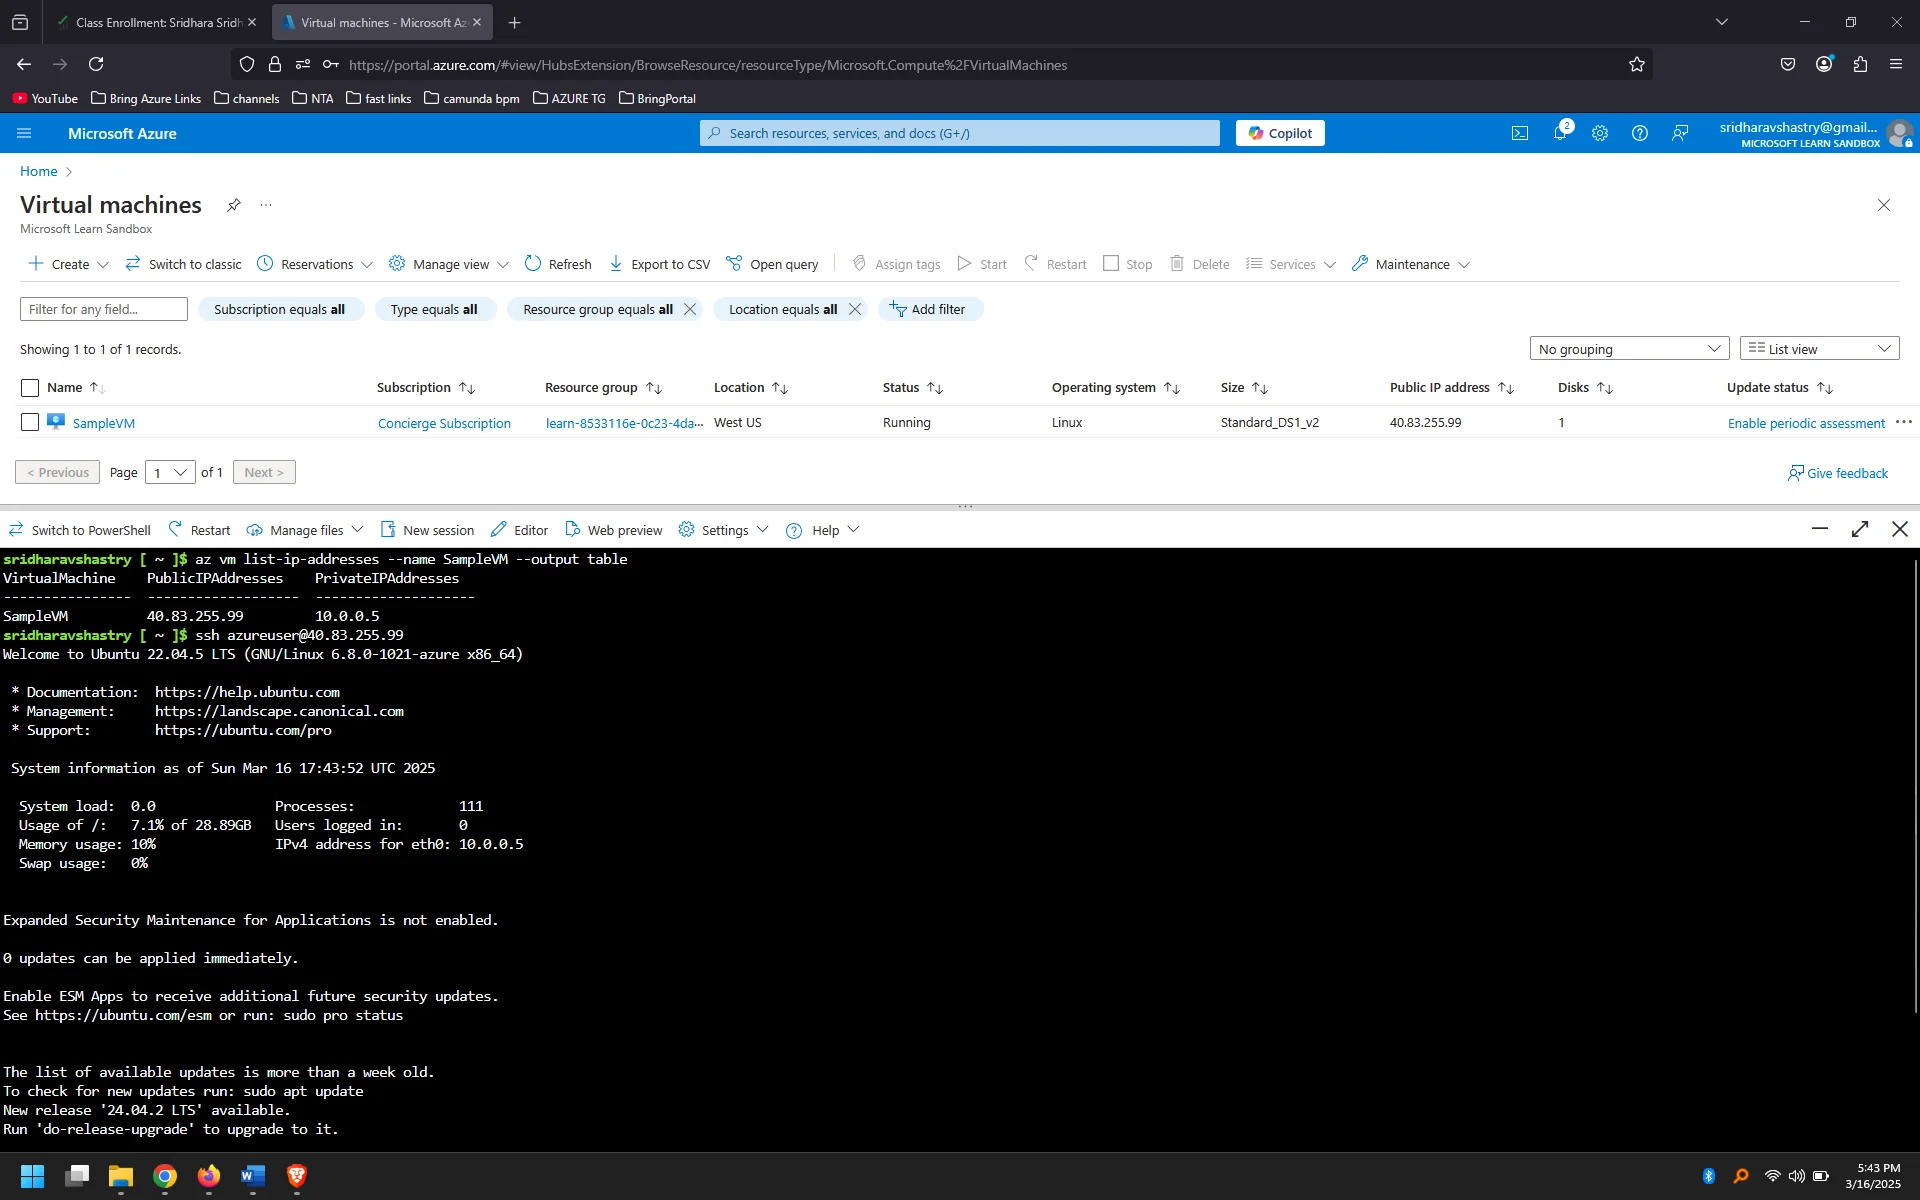 Class Enrollment: Sridhara Sridh
Virtual machines - Microsoft Az
https://portal.azure.com/#view/HubsExtension/BrowseResource/resourceType/Microsoft.Compute%2FVirtualMachines
YouTube Bring Azure Links channels NTA fast links camunda bpm AZURE TG BringPortal
Microsoft Azure
Search resources, services, and docs (G+/)
Copilot
2
sridharavshastry@gmail...
MICROSOFT LEARN SANDBOX
Home
Virtual machines
Microsoft Learn Sandbox
Create Switch to classic Reservations Manage view Refresh Export to CSV Open query Assign tags Start Restart Stop Delete Services Maintenance
Filter for any field... Subscription equals all Type equals all Resource group equals all Location equals all Add filter
Showing 1 to 1 of 1 records.
No grouping List view
Name Subscription Resource group Location Status Operating system Size Public IP address Disks Update status
SampleVM Concierge Subscription learn-8533116e-0c23-4da... West US Running Linux Standard_DS1_v2 40.83.255.99 1 Enable periodic assessment
< Previous Page 1 of 1 Next >
Give feedback
Switch to PowerShell Restart Manage files New session Editor Web preview Settings Help
sridharavshastry [ ~ ]$ az vm list-ip-addresses --name SampleVM --output table
VirtualMachine PublicIPAddresses PrivateIPAddresses
---------------- ------------------- --------------------
SampleVM 40.83.255.99 10.0.0.5
sridharavshastry [ ~ ]$ ssh azureuser@40.83.255.99
Welcome to Ubuntu 22.04.5 LTS (GNU/Linux 6.8.0-1021-azure x86_64)
* Documentation: https://help.ubuntu.com
* Management: https://landscape.canonical.com
* Support: https://ubuntu.com/pro
System information as of Sun Mar 16 17:43:52 UTC 2025
System load: 0.0 Processes: 111
Usage of /: 7.1% of 28.89GB Users logged in: 0
Memory usage: 10% IPv4 address for eth0: 10.0.0.5
Swap usage: 0%
Expanded Security Maintenance for Applications is not enabled.
0 updates can be applied immediately.
Enable ESM Apps to receive additional future security updates.
See https://ubuntu.com/esm or run: sudo pro status
The list of available updates is more than a week old.
To check for new updates run: sudo apt update
New release '24.04.2 LTS' available.
Run 'do-release-upgrade' to upgrade to it.
5:43 PM
3/16/2025